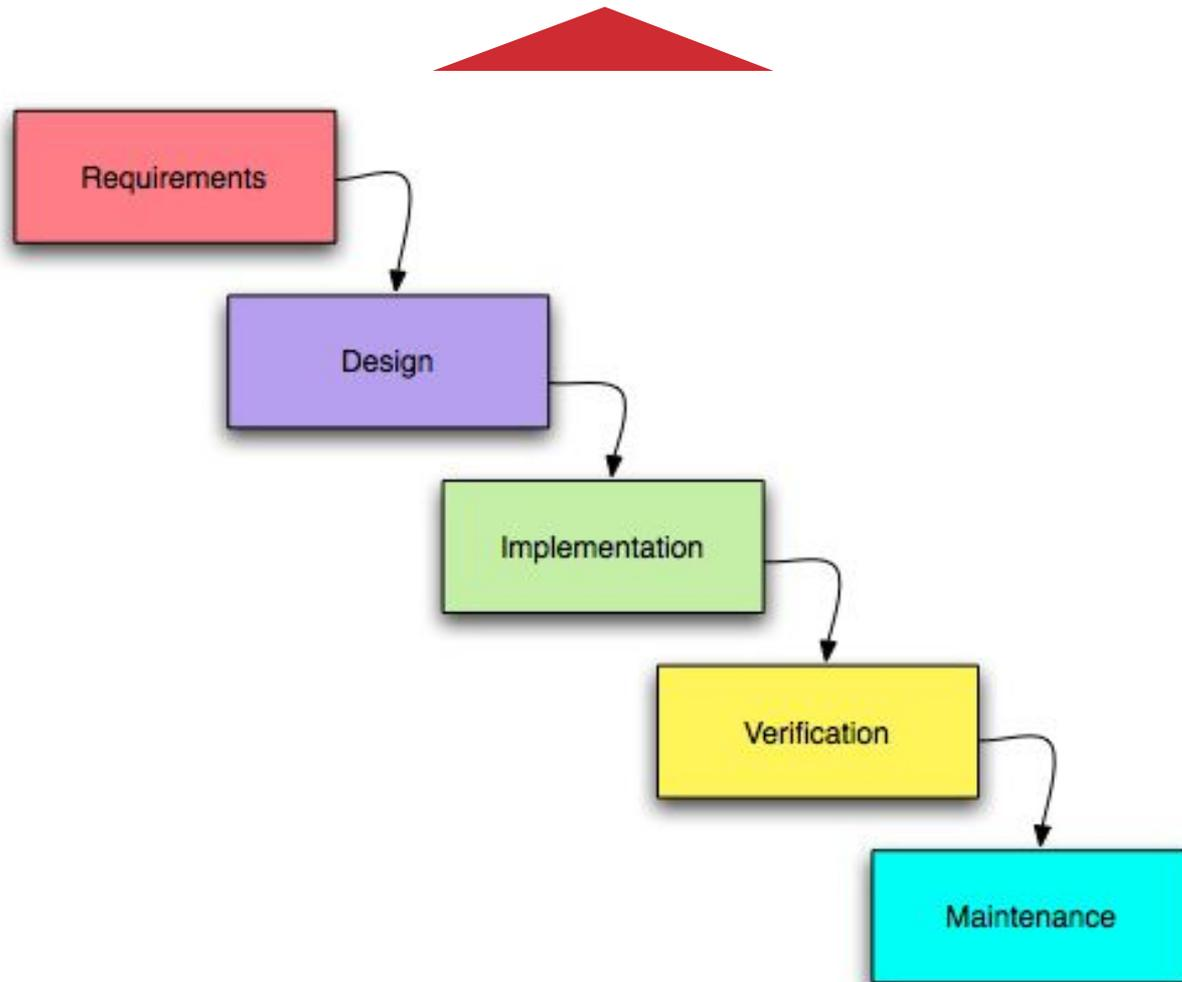 Requirements
Design
Implementation
Verification
Maintenance